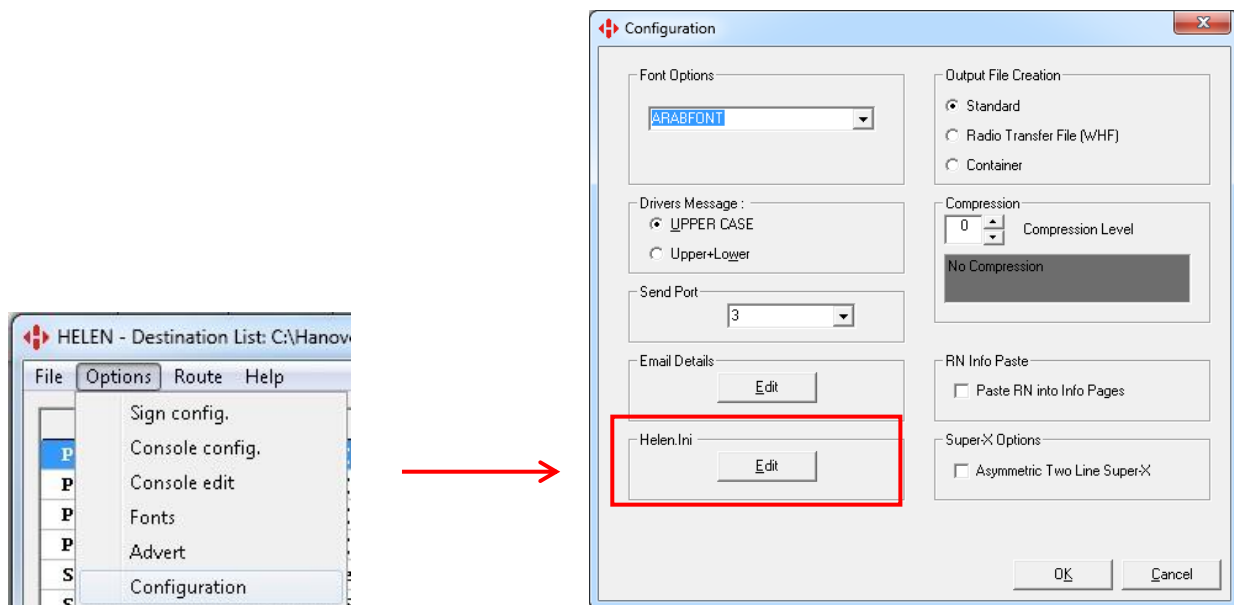 HELEN - Destination List: C:\Hanov
File Options Route Help
Sign config.
Console config.
Console edit
Fonts
Advert
Configuration
P
P
P
P
S
Configuration
Font Options
ARABFONT
Drivers Message :
UPPER CASE
Upper+Lower
Send Port
3
Email Details
Edit
Helen.Ini
Edit
Output File Creation
Standard
Radio Transfer File (WHF)
Container
Compression
0 Compression Level
No Compression
RN Info Paste
Paste RN into Info Pages
Super-X Options
Asymmetric Two Line Super-X
OK Cancel